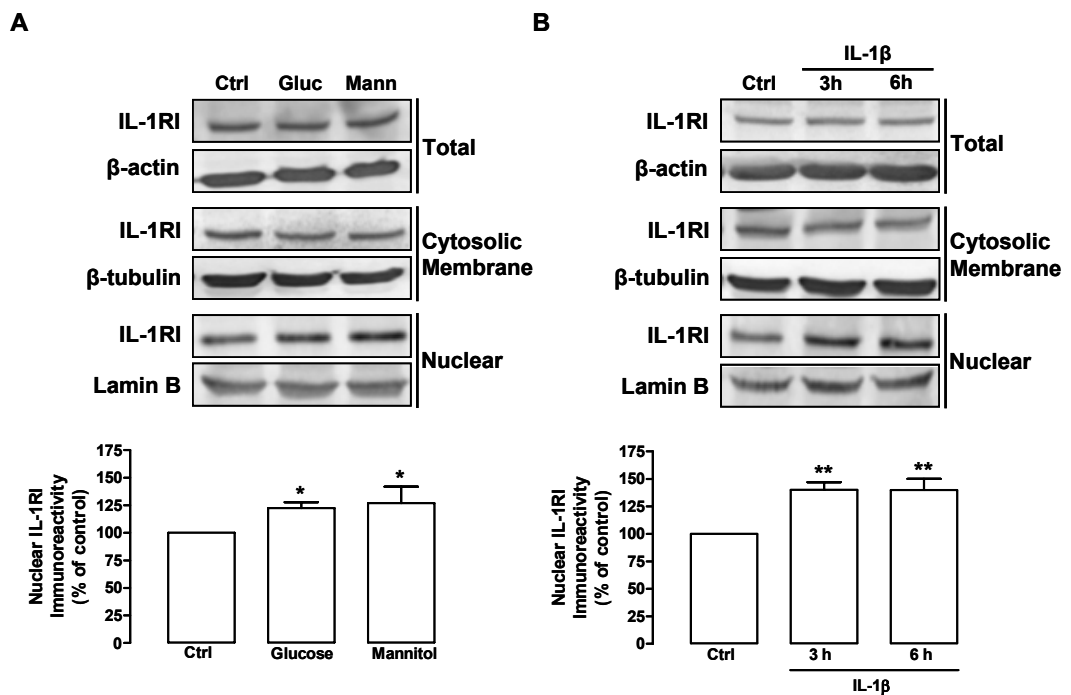 A
Ctrl Gluc Mann
IL-1RI
β-actin
Total
IL-1RI
β-tubulin
Cytosolic
Membrane
IL-1RI
Lamin B
Nuclear
Nuclear IL-1RI
Immunoreactivity
(% of control)
175
150
125
100
75
50
25
0
*
*
Ctrl Glucose Mannitol
B
IL-1β
Ctrl 3h 6h
IL-1RI
β-actin
Total
IL-1RI
β-tubulin
Cytosolic
Membrane
IL-1RI
Lamin B
Nuclear
Nuclear IL-1RI
Immunoreactivity
(% of control)
175
150
125
100
75
50
25
0
**
**
Ctrl 3 h 6 h
IL-1β